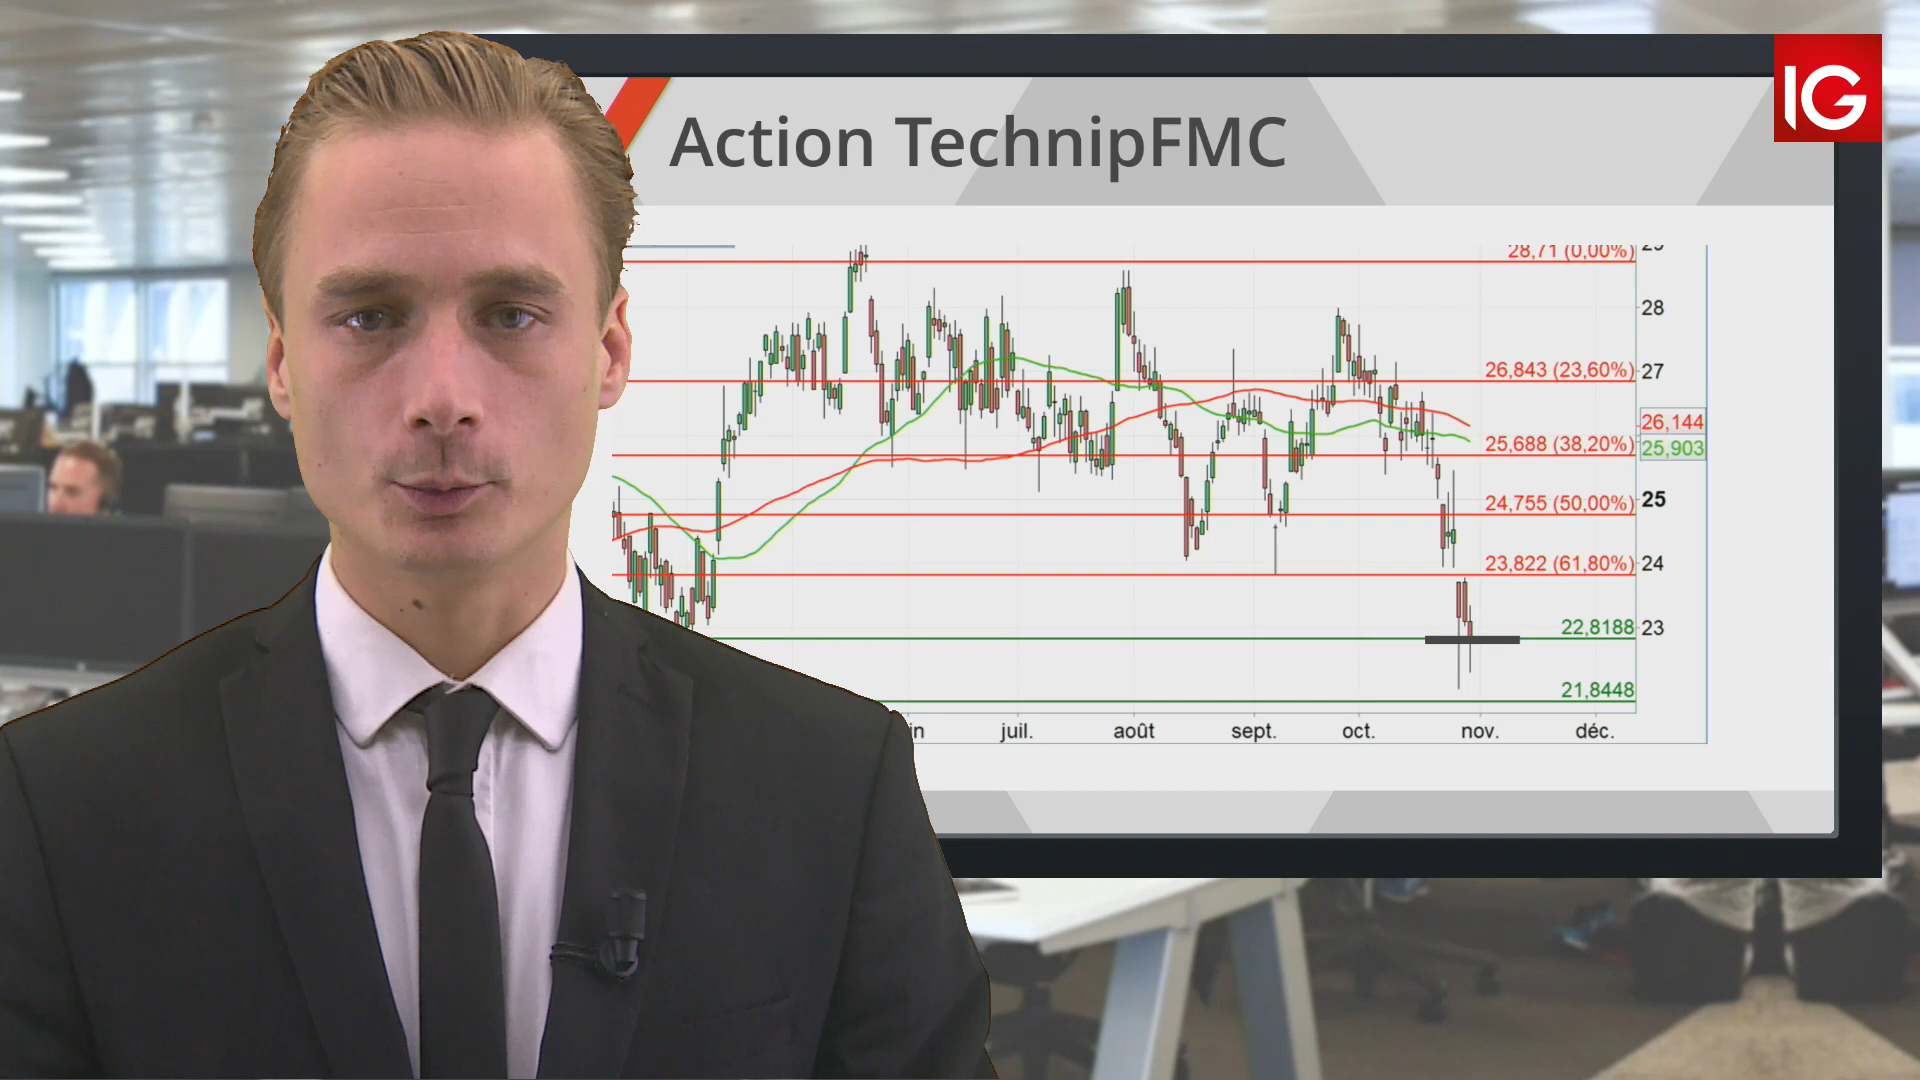 IG
Action TechnipFMC
28,71 (0,00%)
29
28
26,843 (23,60%)
27
26,144
25,688 (38,20%)
25,903
24,755 (50,00%)
25
23,822 (61,80%)
24
22,8188
23
21,8448
in
juil.
août
sept.
oct.
nov.
déc.